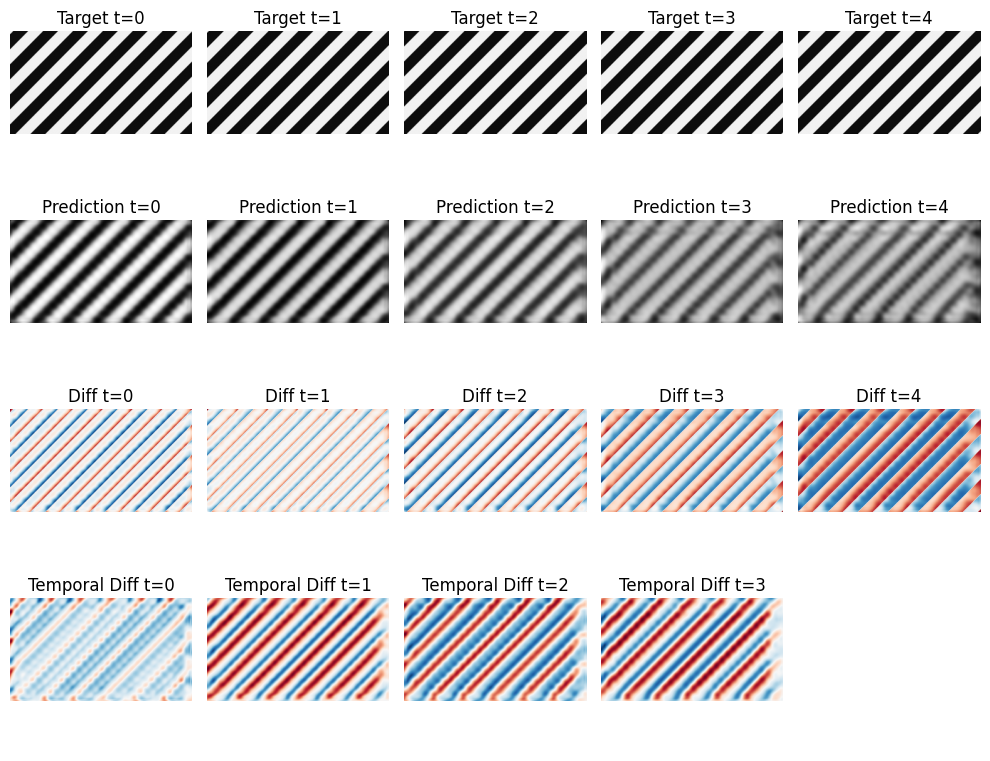 Target t=0 Target t=1 Target t=2 Target t=3 Target t=4
Prediction t=0 Prediction t=1 Prediction t=2 Prediction t=3 Prediction t=4
Diff t=0 Diff t=1 Diff t=2 Diff t=3 Diff t=4
Temporal Diff t=0 Temporal Diff t=1 Temporal Diff t=2 Temporal Diff t=3